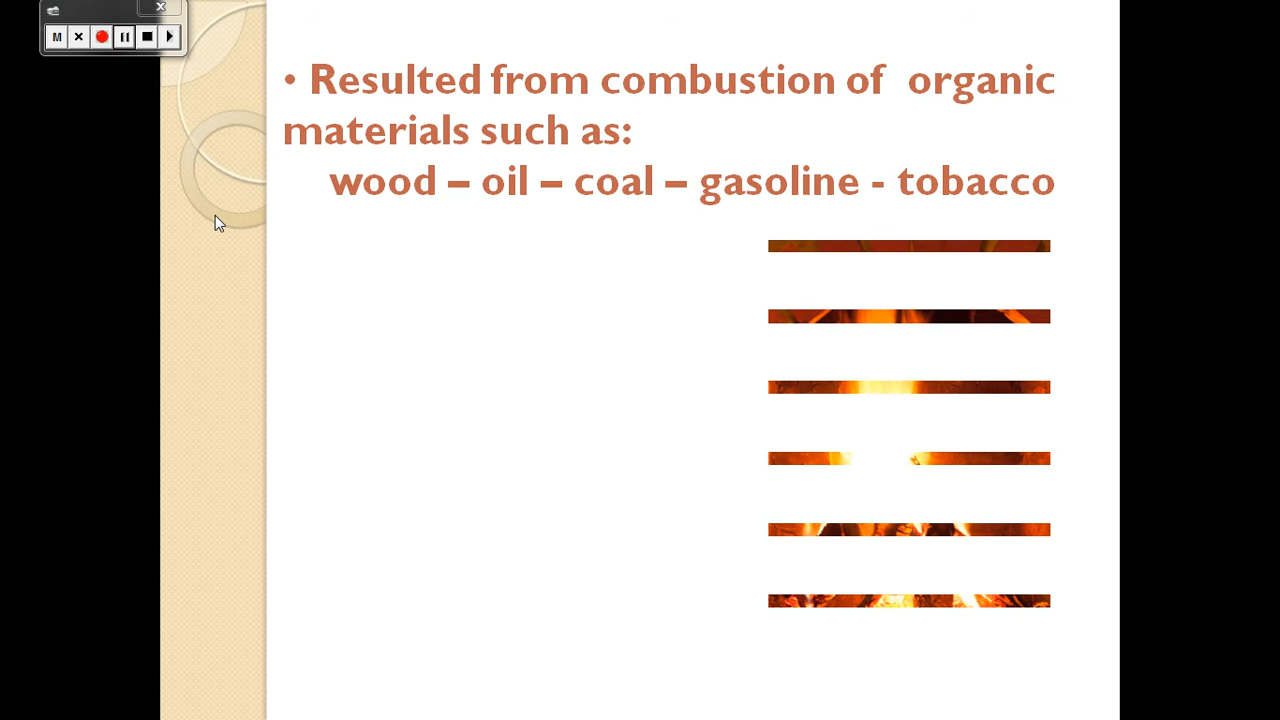 M
• Resulted from combustion of organic
materials such as:
wood – oil – coal – gasoline - tobacco